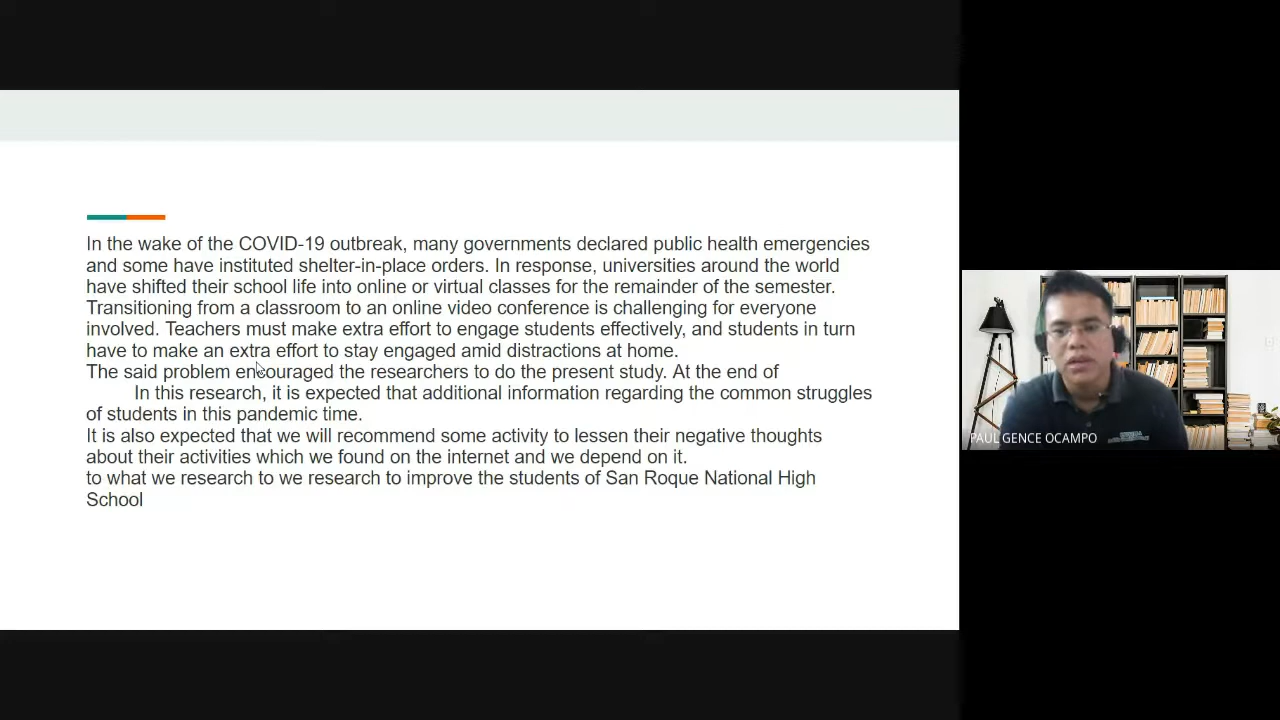 In the wake of the COVID-19 outbreak, many governments declared public health emergencies
and some have instituted shelter-in-place orders. In response, universities around the world
have shifted their school life into online or virtual classes for the remainder of the semester.
Transitioning from a classroom to an online video conference is challenging for everyone
involved. Teachers must make extra effort to engage students effectively, and students in turn
have to make an extra effort to stay engaged amid distractions at home.
The said problem encouraged the researchers to do the present study. At the end of
In this research, it is expected that additional information regarding the common struggles
of students in this pandemic time.
It is also expected that we will recommend some activity to lessen their negative thoughts
about their activities which we found on the internet and we depend on it.
to what we research to we research to improve the students of San Roque National High
School
PAUL GENCE OCAMPO